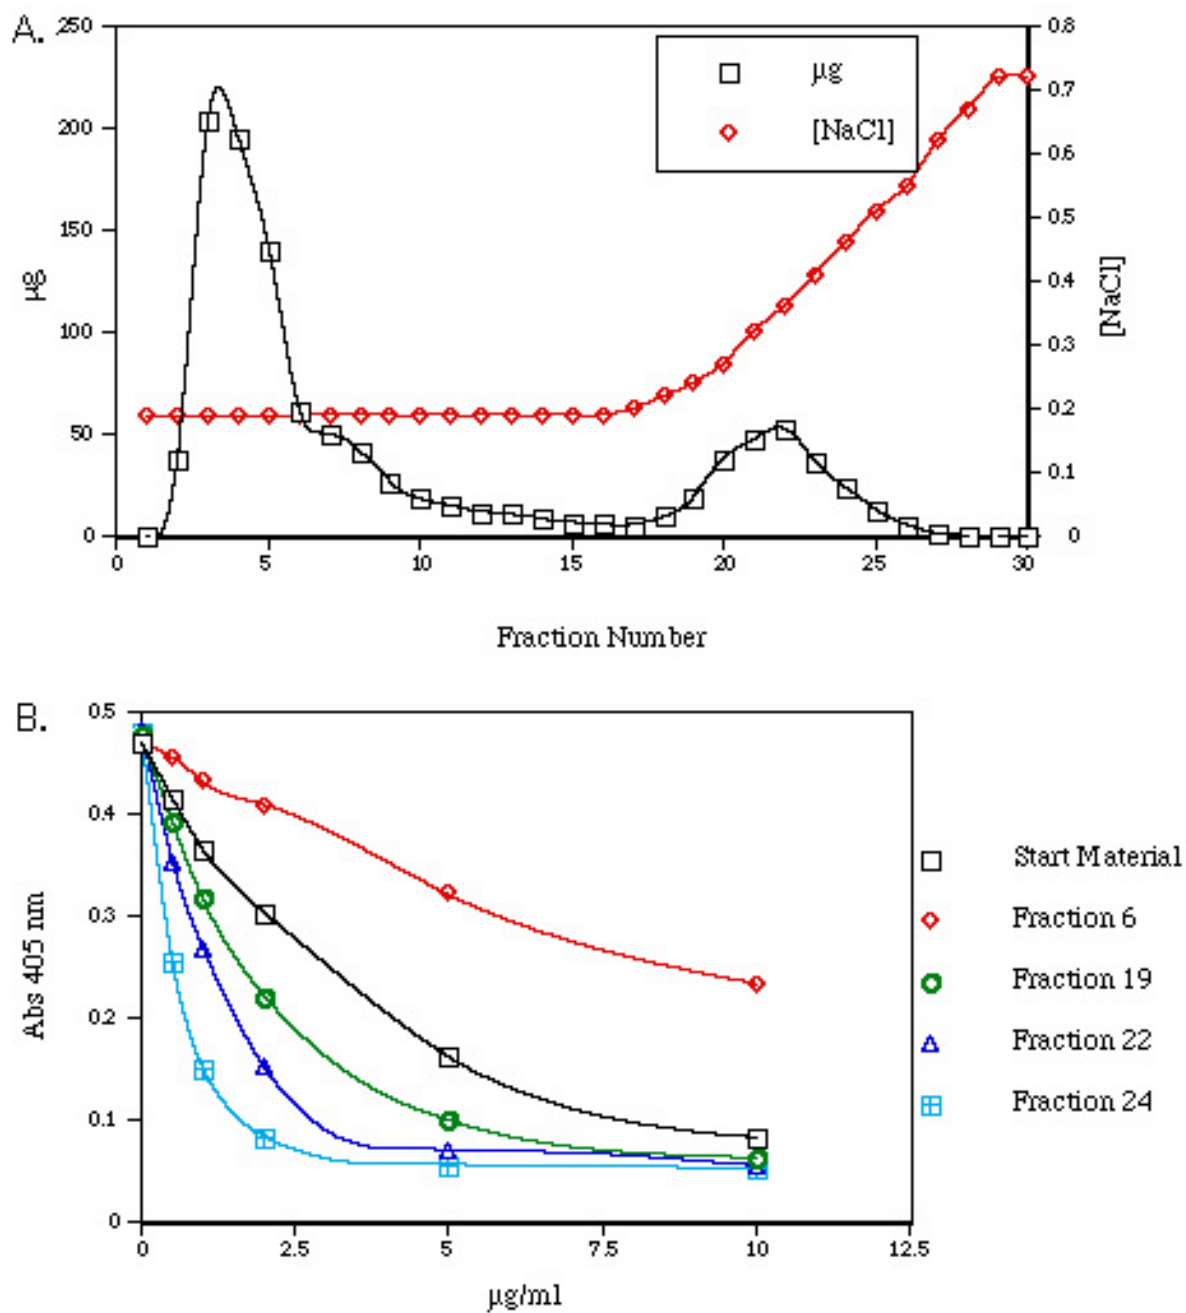 A.
250
200
150
100
50
0
µg
µg
[NaCl]
0.8
0.7
0.6
0.5
0.4
0.3
0.2
0.1
0
[NaCl]
0 5 10 15 20 25 30
Fraction Number
B.
0.5
0.4
0.3
0.2
0.1
0
Abs 405 nm
0 2.5 5 7.5 10 12.5
µg/ml
Start Material
Fraction 6
Fraction 19
Fraction 22
Fraction 24